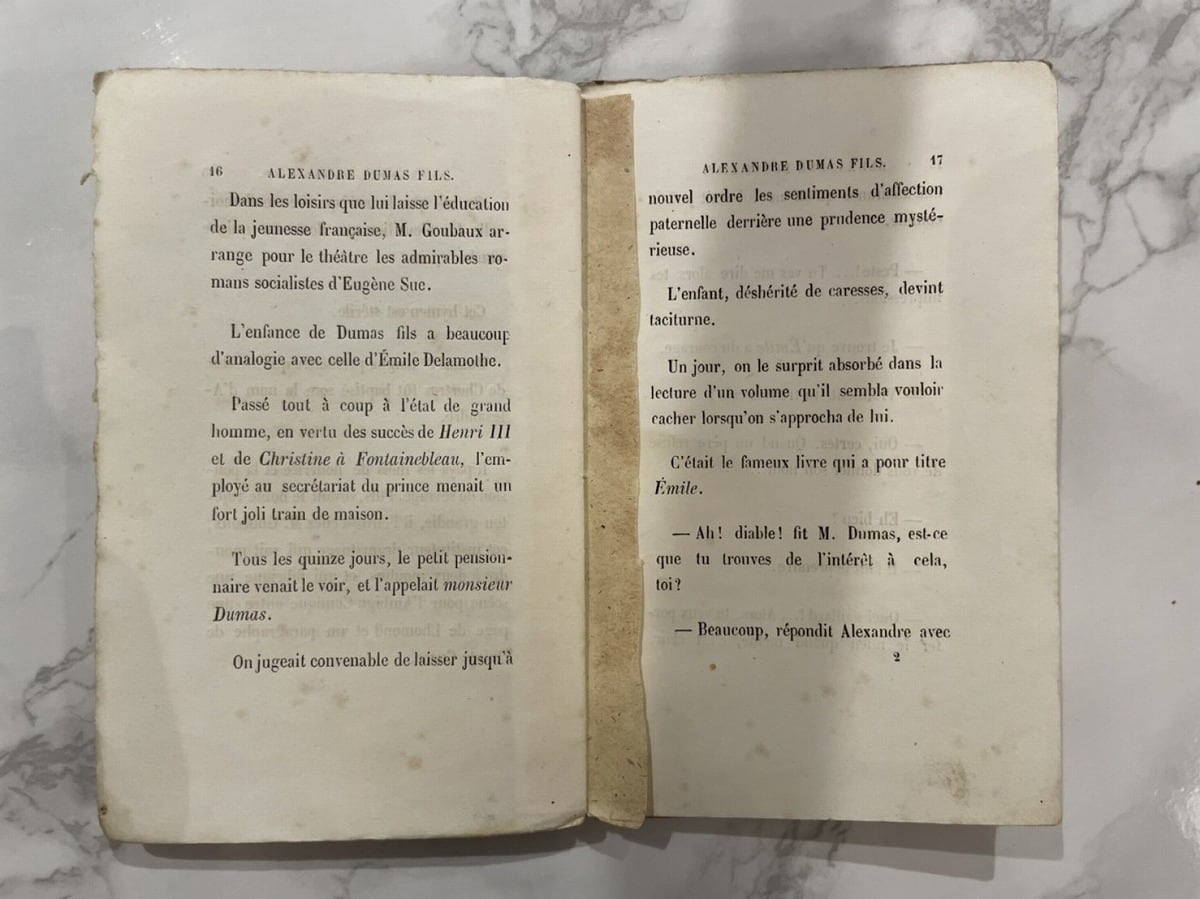 16 ALEXANDRE DUMAS FILS.
Dans les loisirs que lui laisse l'éducation
de la jeunesse française, M. Goubaux ar-
range pour le théâtre les admirables ro-
mans socialistes d'Eugène Sue.
L'enfance de Dumas fils a beaucoup
d'analogie avec celle d'Émile Delamothe.
Passé tout à coup à l'état de grand
homme, en vertu des succès de Henri III
et de Christine à Fontainebleau, l'em-
ployé au secrétariat du prince menait un
fort joli train de maison.
Tous les quinze jours, le petit pension-
naire venait le voir, et l'appelait monsieur
Dumas.
On jugeait convenable de laisser jusqu'à
ALEXANDRE DUMAS FILS. 17
nouvel ordre les sentiments d'affection
paternelle derrière une prudence mysté-
rieuse.
L'enfant, déshérité de caresses, devint
taciturne.
Un jour, on le surprit absorbé dans la
lecture d'un volume qu'il sembla vouloir
cacher lorsqu'on s'approcha de lui.
C'était le fameux livre qui a pour titre
Émile.
— Ah! diable! fit M. Dumas, est-ce
que tu trouves de l'intérêt à cela,
toi?
— Beaucoup, répondit Alexandre avec
2